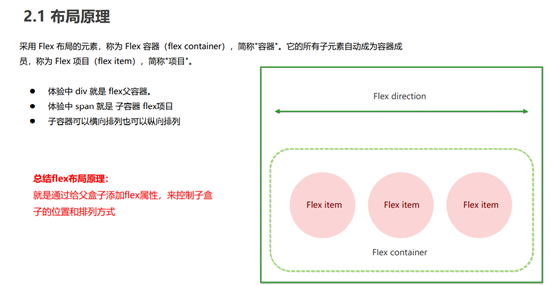 2.1 布局原理
采用 Flex 布局的元素，称为 Flex 容器（flex container），简称"容器"。它的所有子元素自动成为容器成
员，称为 Flex 项目（flex item），简称"项目"。
● 体验中 div 就是 flex父容器。
● 体验中 span 就是 子容器 flex项目
● 子容器可以横向排列也可以纵向排列
总结flex布局原理：
就是通过给父盒子添加flex属性，来控制子盒
子的位置和排列方式
Flex direction
Flex item Flex item Flex item
Flex container